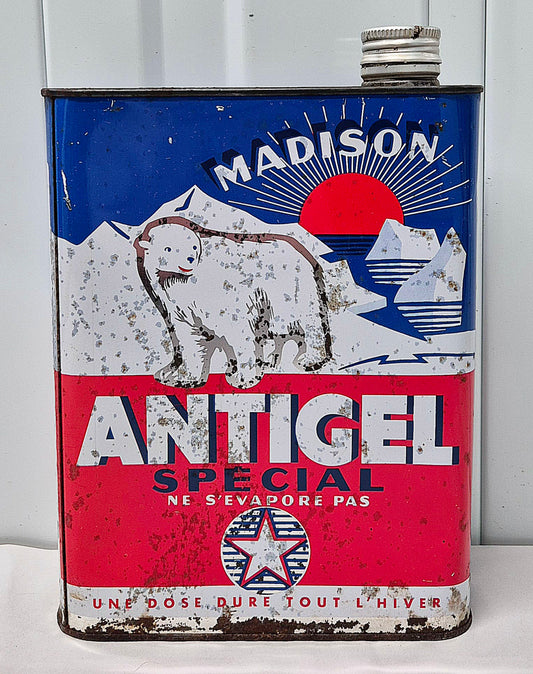 MADISON
ANTIGEL
SPECIAL
NE S'EVAPORE PAS
UNE DOSE DURE TOUT L'HIVER